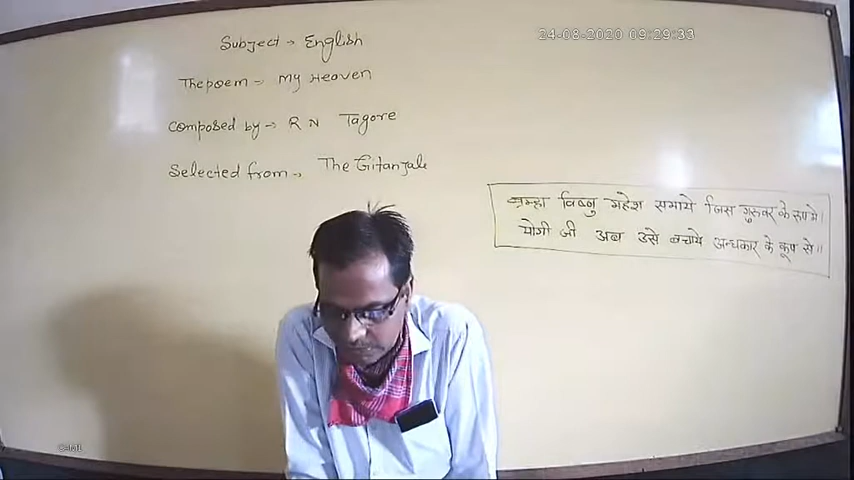 Subject → English
24-08-2020 09:29:33
The poem → My Heaven
Composed by → R N Tagore
Selected from → The Gitanjali
ब्रम्हा विष्णु महेश समाये जिस गुरुवर के रूप मे।
योगी जी अब उसे बचाये अन्धकार के कूप से॥